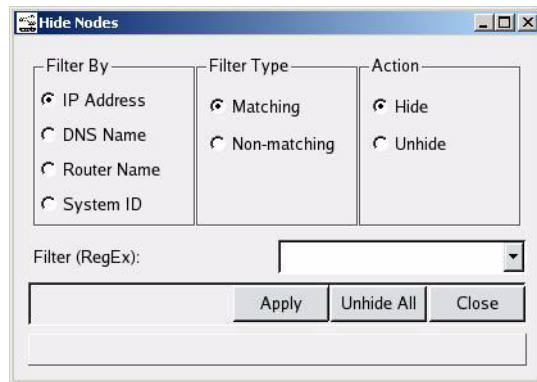 Hide Nodes
Filter By
IP Address
DNS Name
Router Name
System ID
Filter Type
Matching
Non-matching
Action
Hide
Unhide
Filter (RegEx):
Apply
Unhide All
Close